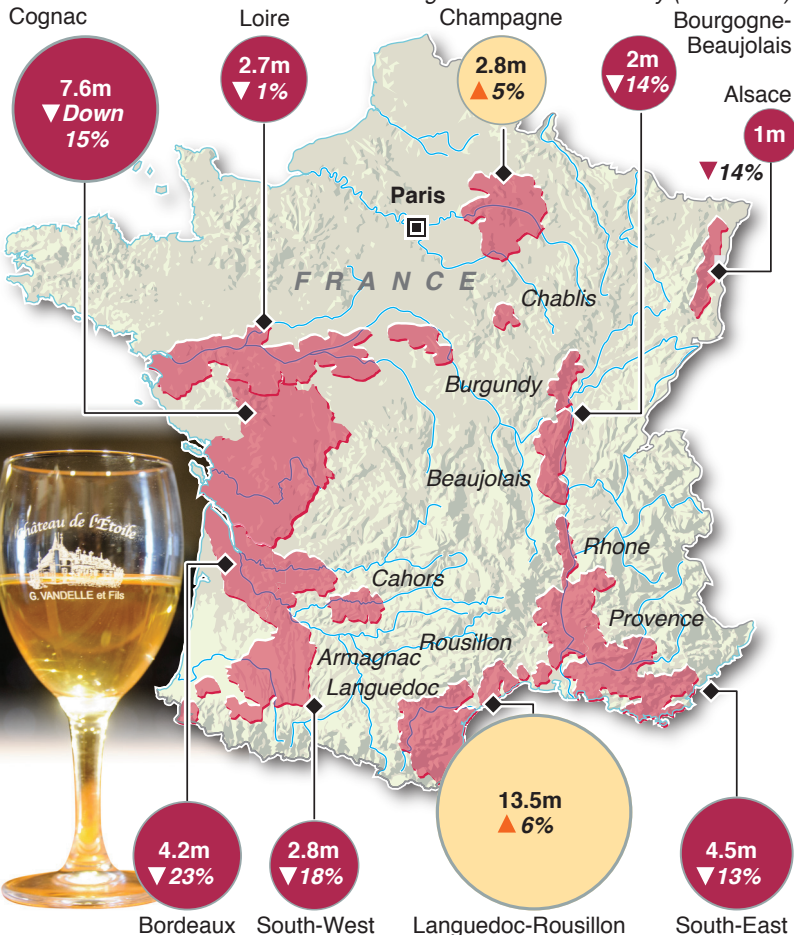 Cognac
Loire
Champagne
Bourgogne-
Beaujolais
7.6m
▼Down
15%
2.7m
▼1%
2.8m
▲5%
2m
▼14%
Alsace
1m
▼14%
Paris
FRANCE
Chablis
Burgundy
Beaujolais
Rhone
Cahors
Provence
Rousillon
Armagnac
Languedoc
Château de l'Étoile
G. VANDELLE et Fils
13.5m
▲6%
4.2m
▼23%
2.8m
▼18%
4.5m
▼13%
Bordeaux
South-West
Languedoc-Rousillon
South-East